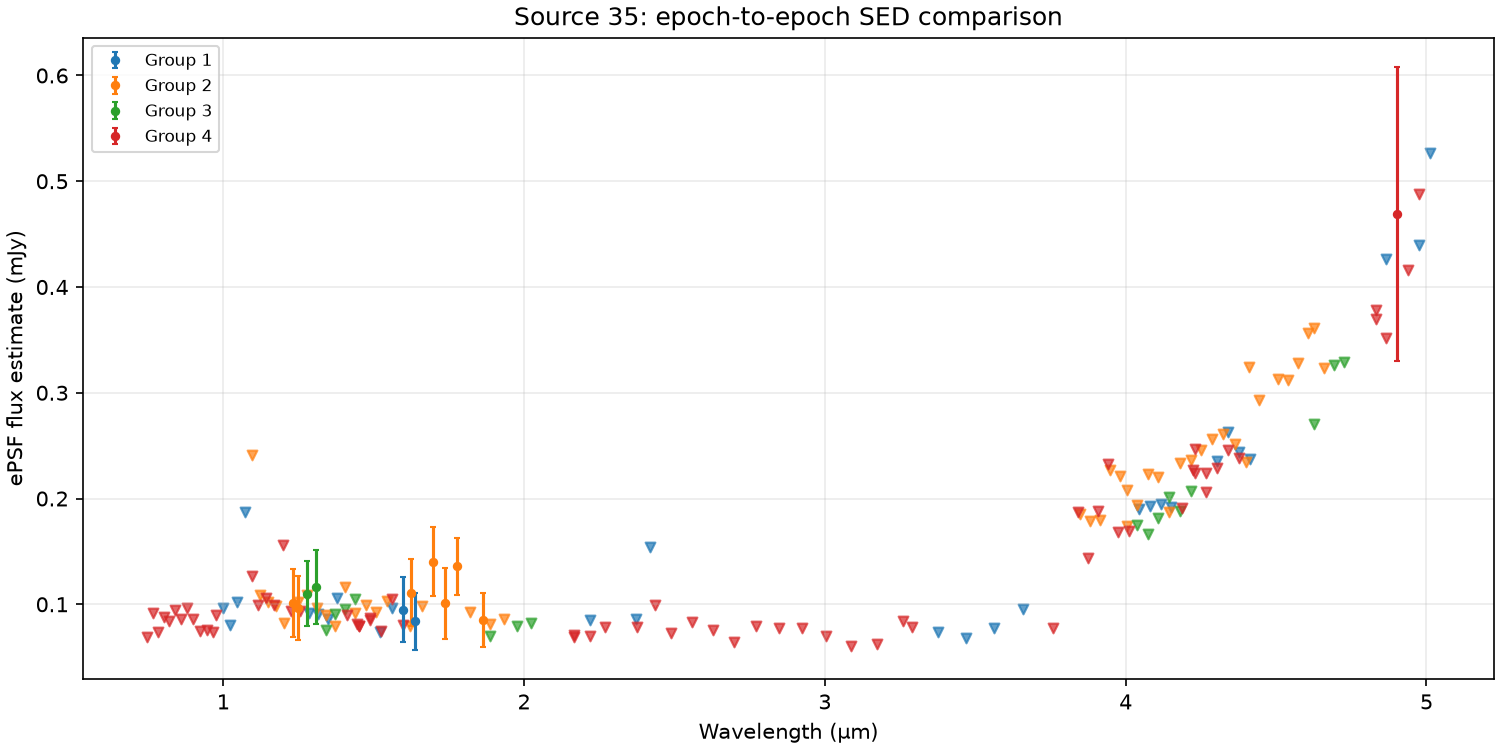 Source 35: epoch-to-epoch SED comparison
Group 1
Group 2
Group 3
Group 4
ePSF flux estimate (mJy)
0.6
0.5
0.4
0.3
0.2
0.1
1 2 3 4 5
Wavelength (µm)